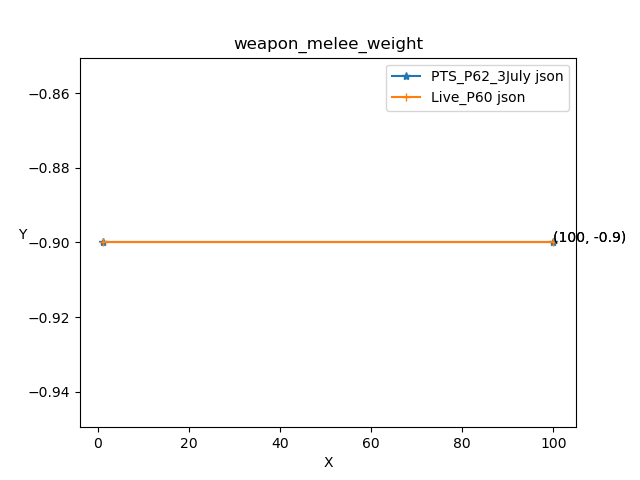 weapon_melee_weight
PTS_P62_3July json
Live_P60 json
−0.86
−0.88
Y
−0.90
(100, -0.9)
−0.92
−0.94
0
20
40
60
80
100
X